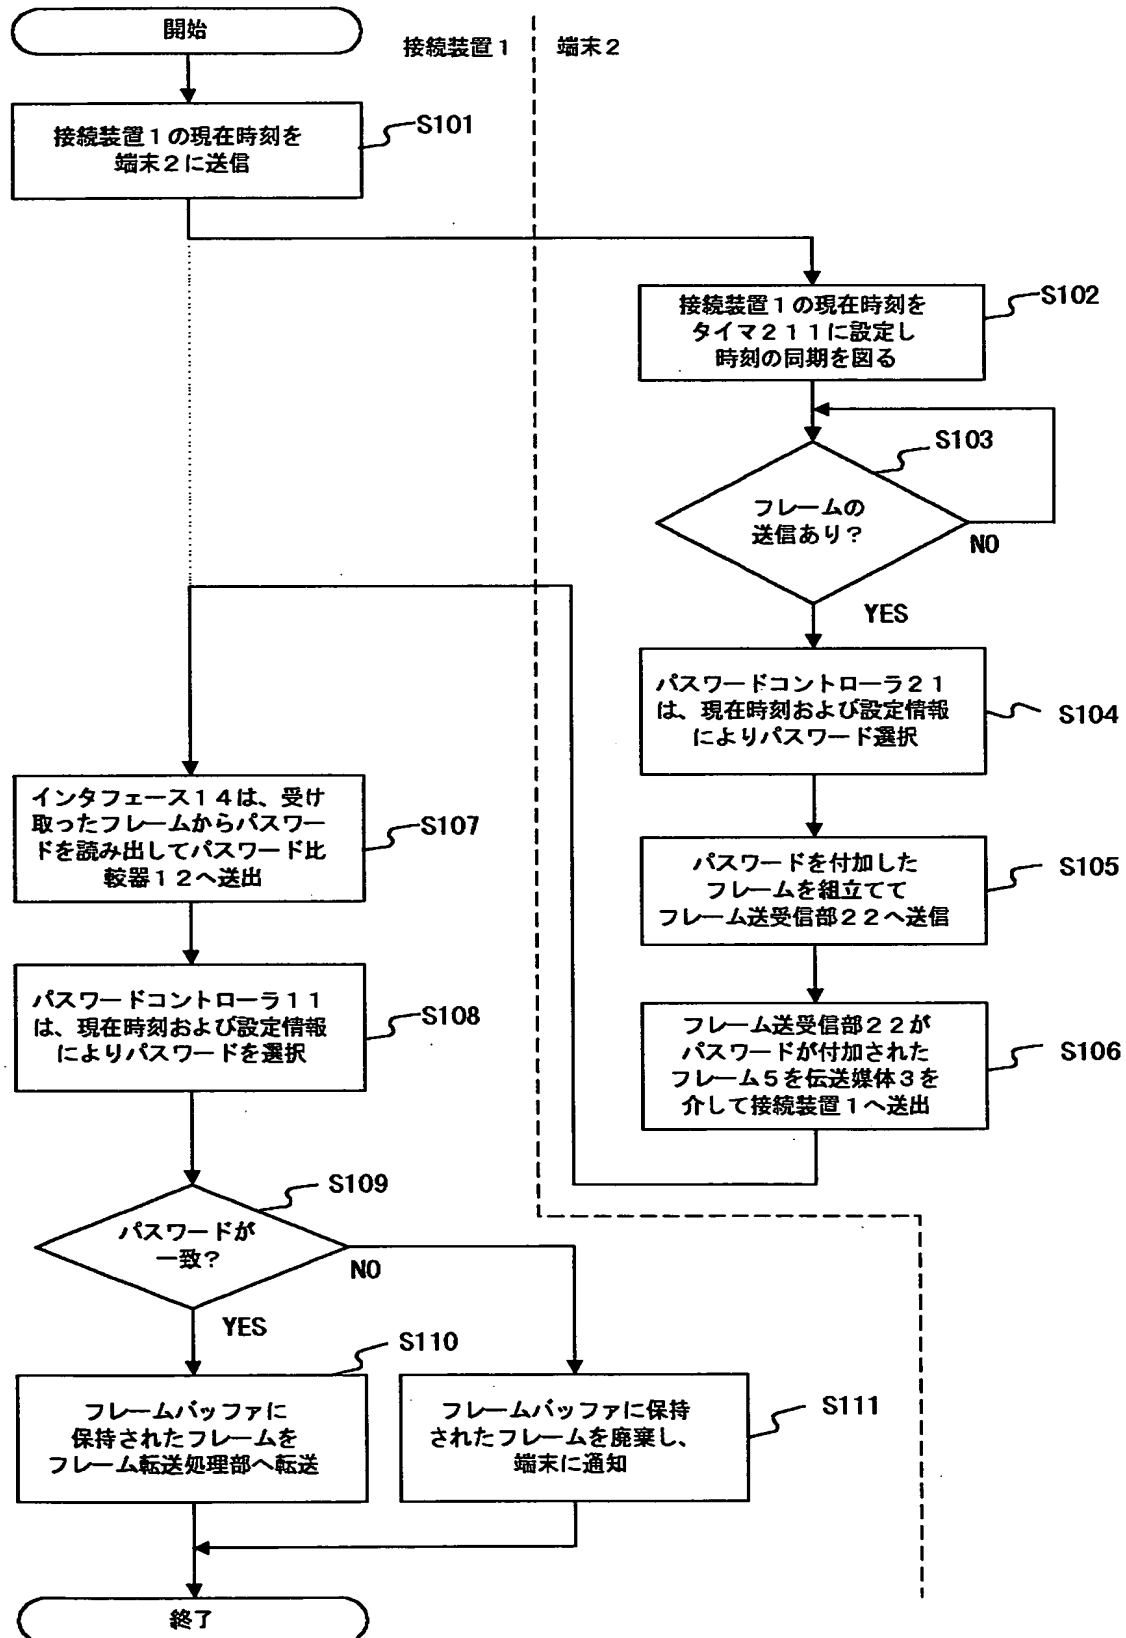 開始
接続装置1
端末2
接続装置1の現在時刻を
端末2に送信
S101
接続装置1の現在時刻を
タイマ211に設定し
時刻の同期を図る
S102
S103
フレームの
送信あり?
NO
YES
パスワードコントローラ21
は、現在時刻および設定情報
によりパスワード選択
S104
パスワードを付加した
フレームを組立てて
フレーム送受信部22へ送信
S105
フレーム送受信部22が
パスワードが付加された
フレーム5を伝送媒体3を
介して接続装置1へ送出
S106
インタフェース14は、受け
取ったフレームからパスワー
ドを読み出してパスワード比
較器12へ送出
S107
パスワードコントローラ11
は、現在時刻および設定情報
によりパスワードを選択
S108
S109
パスワードが
一致?
NO
YES
S110
フレームバッファに
保持されたフレームを
フレーム転送処理部へ転送
フレームバッファに保持
されたフレームを廃棄し、
端末に通知
S111
終了